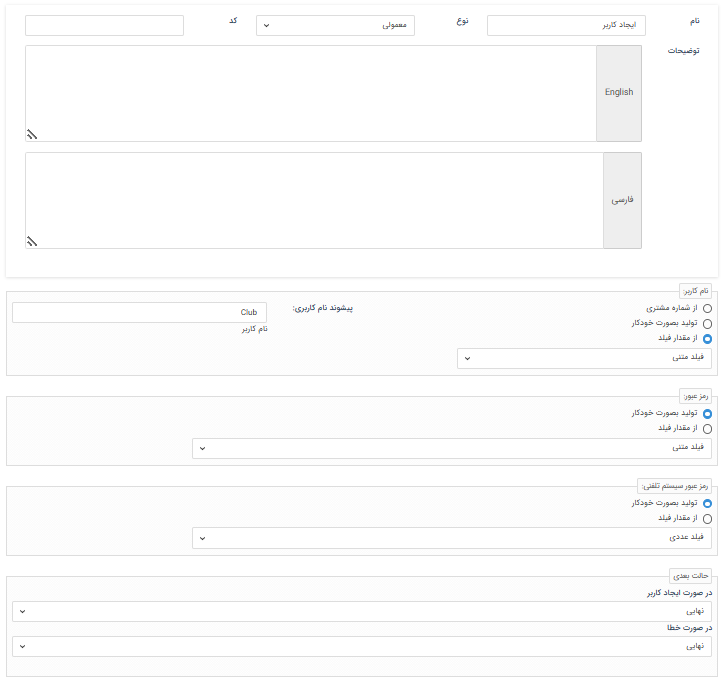 نام
ایجاد کاربر
نوع
معمولی
کد
توضیحات
English
فارسی
نام کاربر:
از شماره مشتری
تولید بصورت خودکار
از مقدار فیلد
فیلد متنی
پیشوند نام کاربری:
Club
نام کاربر
رمز عبور:
تولید بصورت خودکار
از مقدار فیلد
فیلد متنی
رمز عبور سیستم تلفنی:
تولید بصورت خودکار
از مقدار فیلد
فیلد عددی
حالت بعدی
در صورت ایجاد کاربر
نهایی
در صورت خطا
نهایی